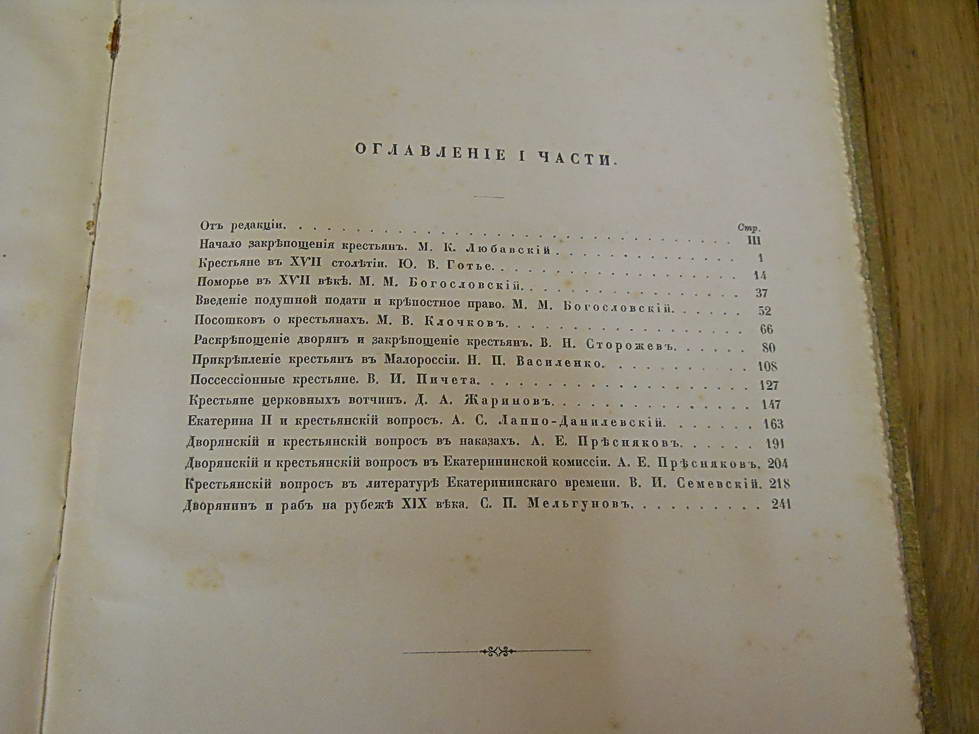 ОГЛАВЛЕНІЕ I ЧАСТИ.
Стр.
Отъ редакціи. III
Начало закрѣпощенія крестьянъ. М. К. Любавскій. 1
Крестьяне въ XVII столѣтіи. Ю. В. Готье. 14
Поморье въ XVII вѣкѣ. М. М. Богословскій. 37
Введеніе подушной подати и крѣпостное право. М. М. Богословскій. 52
Посошковъ о крестьянахъ. М. В. Клочковъ. 66
Раскрѣпощеніе дворянъ и закрѣпощеніе крестьянъ. В. Н. Сторожевъ. 80
Прикрѣпленіе крестьянъ въ Малороссіи. Н. П. Василенко. 108
Поссессіонные крестьяне. В. И. Пичета. 127
Крестьяне церковныхъ вотчинъ. Д. А. Жариновъ. 147
Екатерина II и крестьянскій вопросъ. А. С. Лаппо-Данилевскій. 163
Дворянскій и крестьянскій вопросъ въ наказахъ. А. Е. Прѣсняковъ. 191
Дворянскій и крестьянскій вопросъ въ Екатерининской комиссіи. А. Е. Прѣсняковъ. 204
Крестьянскій вопросъ въ литературѣ Екатерининскаго времени. В. И. Семевскій. 218
Дворянинъ и рабъ на рубежѣ XIX вѣка. С. П. Мельгуновъ. 241